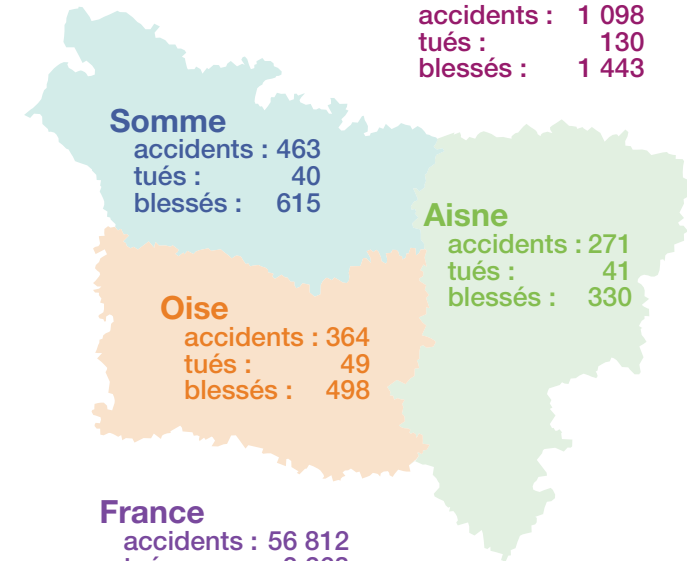 accidents : 1 098
tués : 130
blessés : 1 443
Somme
accidents : 463
tués : 40
blessés : 615
Aisne
accidents : 271
tués : 41
blessés : 330
Oise
accidents : 364
tués : 49
blessés : 498
France
accidents : 56 812